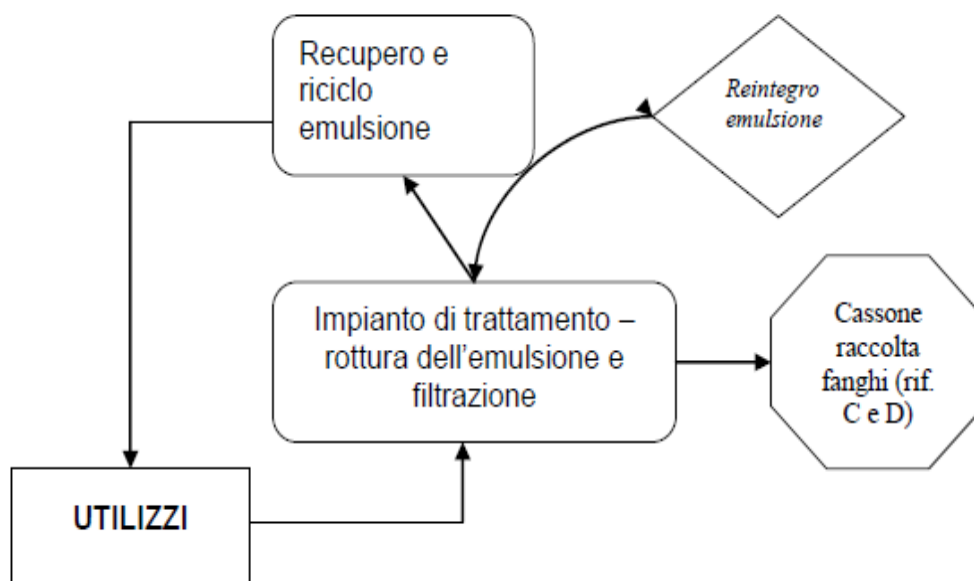 Recupero e
riciclo
emulsione
Reintegro
emulsione
Impianto di trattamento –
rottura dell'emulsione e
filtrazione
Cassone
raccolta
fanghi (rif.
C e D)
UTILIZZI